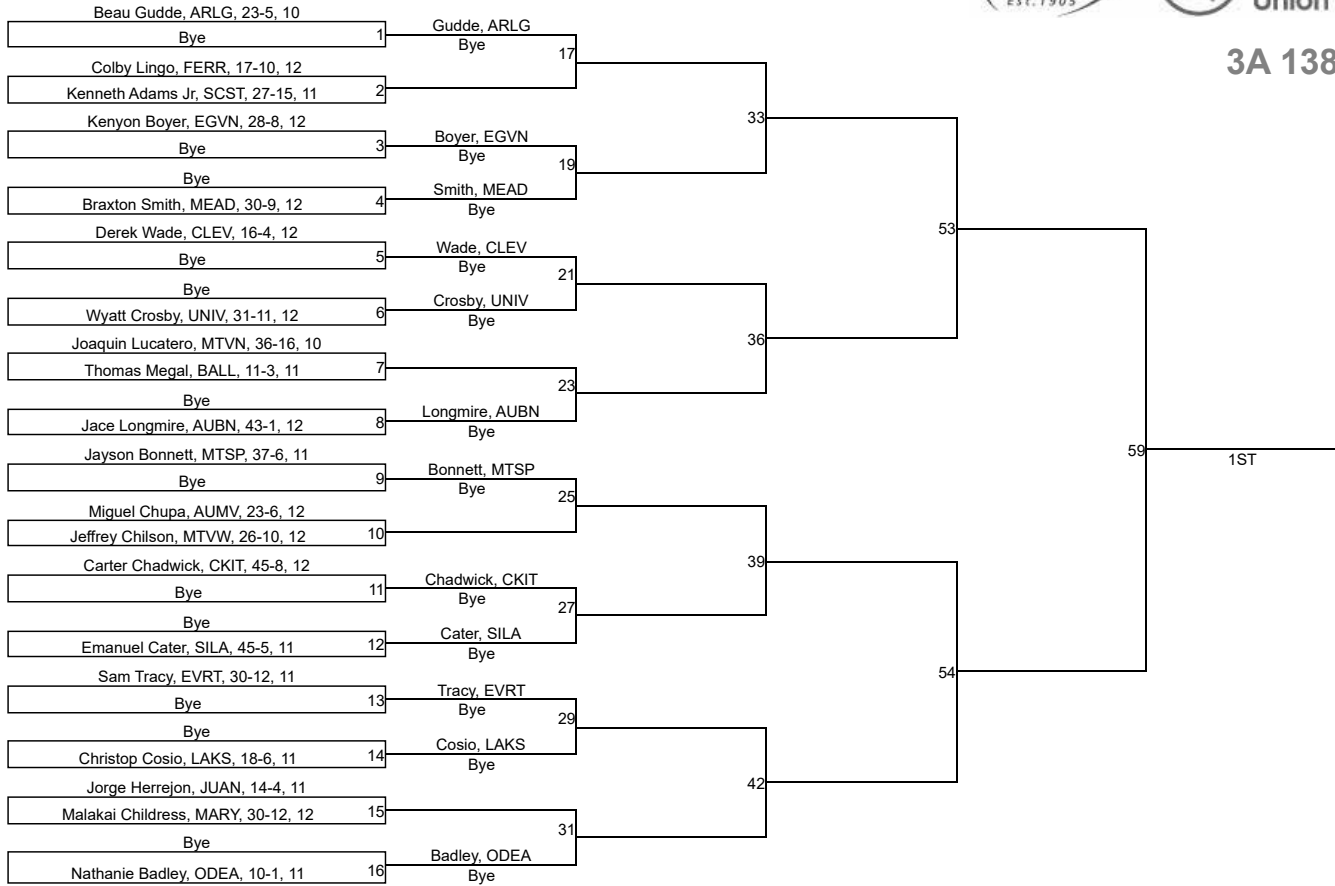 EST. 1905
Union
3A 138
Beau Gudde, ARLG, 23-5, 10
Bye
1
Colby Lingo, FERR, 17-10, 12
Kenneth Adams Jr, SCST, 27-15, 11
2
Kenyon Boyer, EGVN, 28-8, 12
Bye
3
Bye
Braxton Smith, MEAD, 30-9, 12
4
Derek Wade, CLEV, 16-4, 12
Bye
5
Bye
Wyatt Crosby, UNIV, 31-11, 12
6
Joaquin Lucatero, MTVN, 36-16, 10
Thomas Megal, BALL, 11-3, 11
7
Bye
Jace Longmire, AUBN, 43-1, 12
8
Jayson Bonnett, MTSP, 37-6, 11
Bye
9
Miguel Chupa, AUMV, 23-6, 12
Jeffrey Chilson, MTVW, 26-10, 12
10
Carter Chadwick, CKIT, 45-8, 12
Bye
11
Bye
Emanuel Cater, SILA, 45-5, 11
12
Sam Tracy, EVRT, 30-12, 11
Bye
13
Bye
Christop Cosio, LAKS, 18-6, 11
14
Jorge Herrejon, JUAN, 14-4, 11
Malakai Childress, MARY, 30-12, 12
15
Bye
Nathanie Badley, ODEA, 10-1, 11
16
Gudde, ARLG
Bye
17
Boyer, EGVN
Bye
19
Smith, MEAD
Bye
Wade, CLEV
Bye
21
Crosby, UNIV
Bye
23
Longmire, AUBN
Bye
Bonnett, MTSP
Bye
25
Chadwick, CKIT
Bye
27
Cater, SILA
Bye
Tracy, EVRT
Bye
29
Cosio, LAKS
Bye
31
Badley, ODEA
Bye
33
36
39
42
53
54
59
1ST